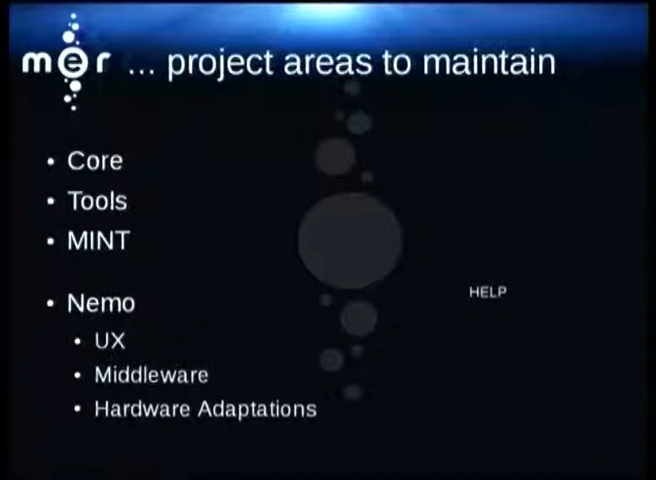 mer ... project areas to maintain
• Core
• Tools
• MINT
• Nemo
HELP
• UX
• Middleware
• Hardware Adaptations